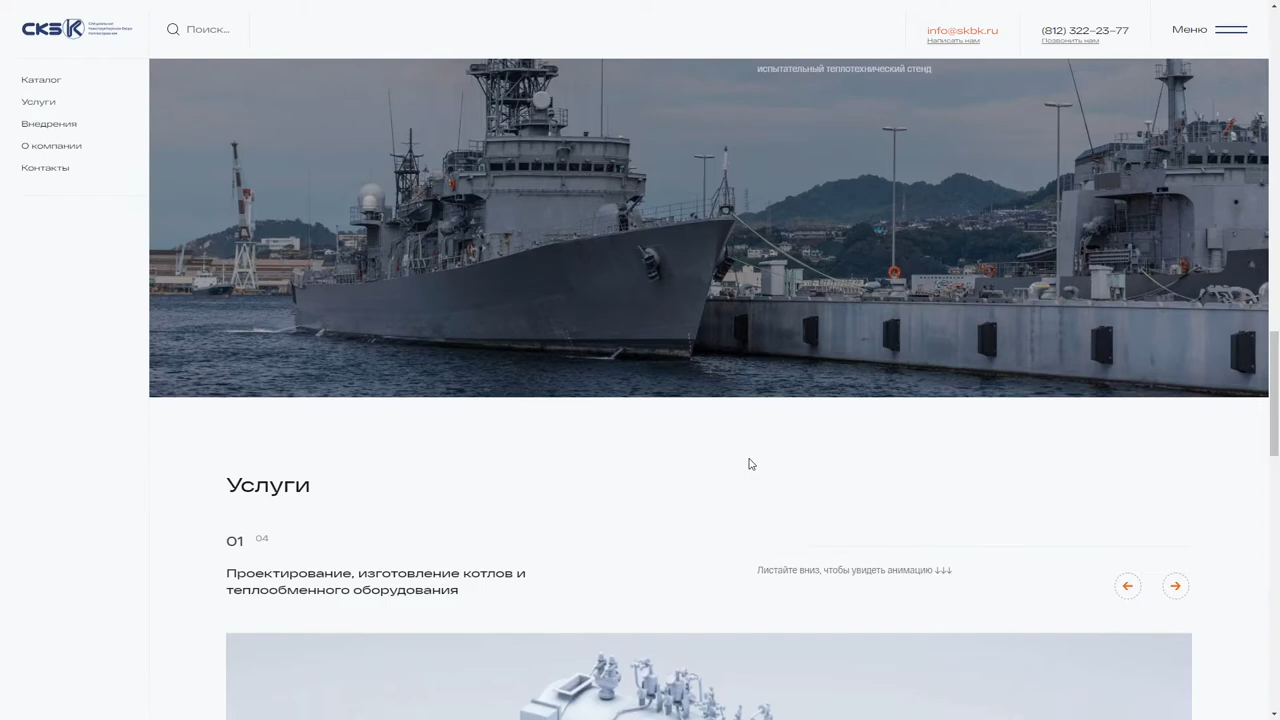 СКБК
Поиск...
info@skbk.ru
Написать нам
(812) 322-23-77
Позвонить нам
Меню
Каталог
Услуги
Внедрения
О компании
Контакты
испытательный теплотехнический стенд
Услуги
01 04
Проектирование, изготовление котлов и
теплообменного оборудования
Листайте вниз, чтобы увидеть анимацию ↓↓↓